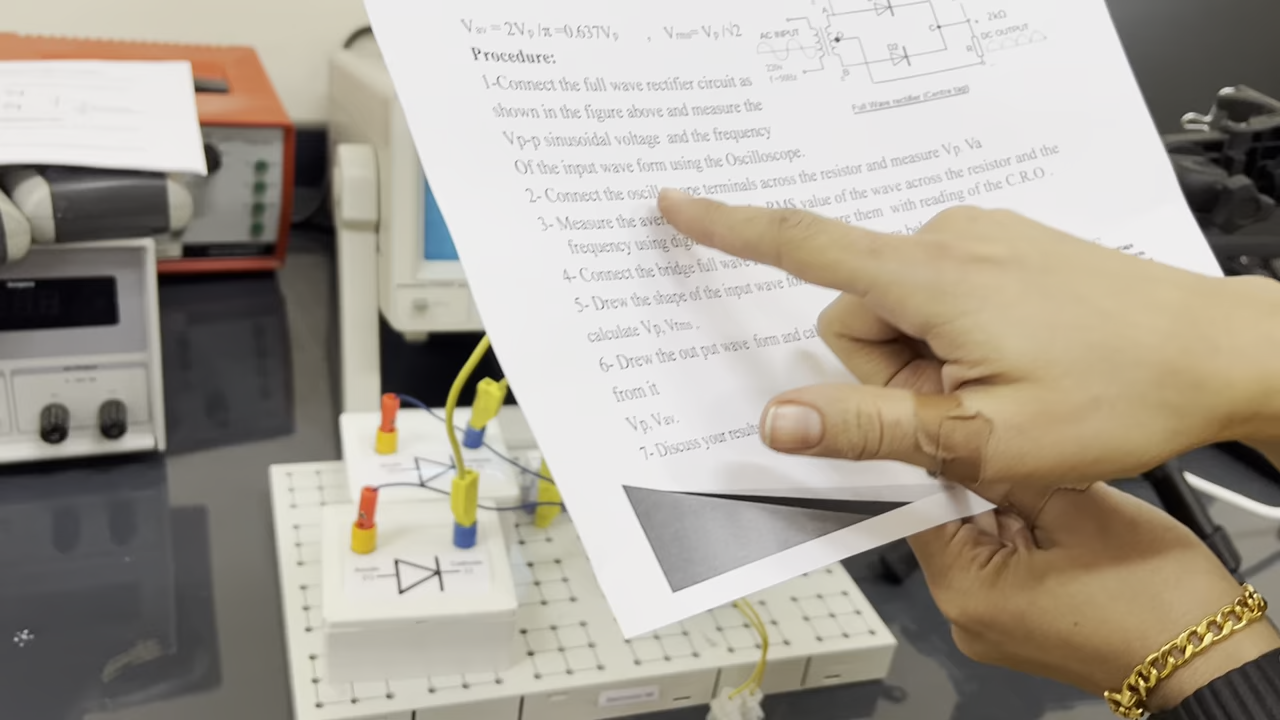 Vav = 2Vp/π =0.637Vp , Vrms= Vp/√2
Procedure:
1-Connect the full wave rectifier circuit as
shown in the figure above and measure the
Vp-p sinusoidal voltage and the frequency
Of the input wave form using the Oscilloscope.
2- Connect the terminals across the resistor and measure Vp. Va
3- Measure the RMS value of the wave across the resistor and the
frequency using them with reading of the C.R.O .
4- Connect the bridge full wave
5- Drew the shape of the input wave
calculate Vp, Vrms .
6- Drew the out put wave form and
from it
Vp, Vav.
7- Discuss your results
AC INPUT
A
B
C
D2
R
2kΩ
DC OUTPUT
Full Wave rectifier (Centre tap)